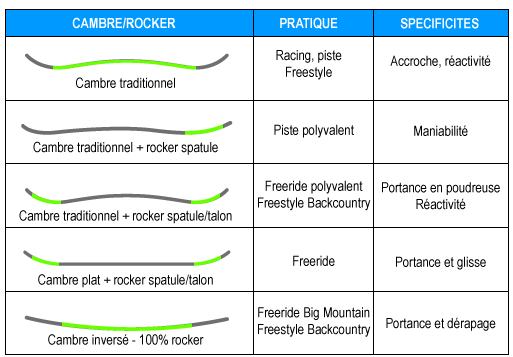 CAMBRE/ROCKER PRATIQUE SPECIFICITES
Cambre traditionnel
Racing, piste
Freestyle
Accroche, réactivité
Cambre traditionnel + rocker spatule
Piste polyvalent
Maniabilité
Cambre traditionnel + rocker spatule/talon
Freeride polyvalent
Freestyle Backcountry
Portance en poudreuse
Réactivité
Cambre plat + rocker spatule/talon
Freeride
Portance et glisse
Cambre inversé - 100% rocker
Freeride Big Mountain
Freestyle Backcountry
Portance et dérapage